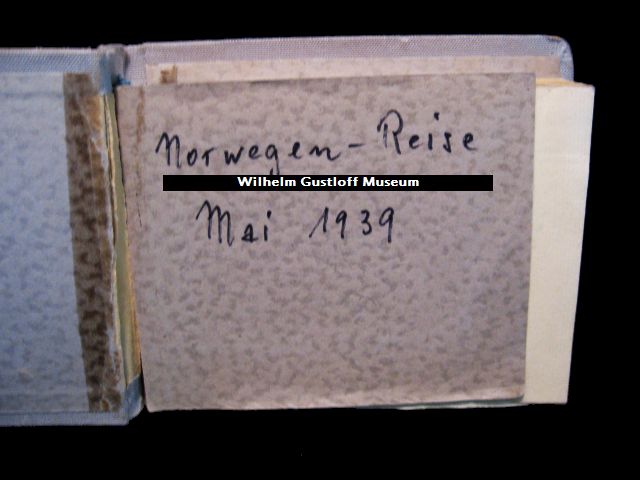 Norwegen - Reise
Wilhelm Gustloff Museum
Mai 1939